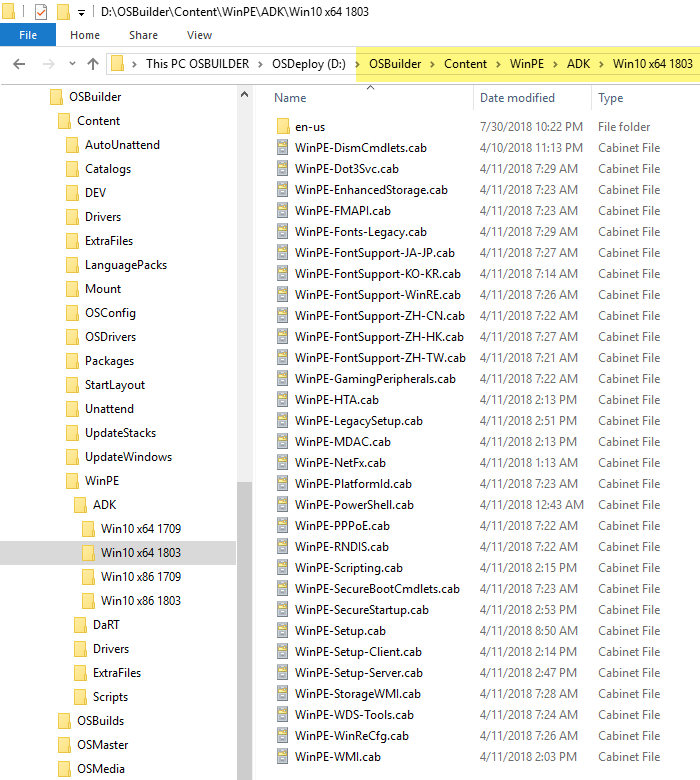 D:\OSBuilder\Content\WinPE\ADK\Win10 x64 1803
File Home Share View
This PC OSBUILDER OSDeploy (D:) OSBuilder Content WinPE ADK Win10 x64 1803
OSBuilder
Content
AutoUnattend
Catalogs
DEV
Drivers
ExtraFiles
LanguagePacks
Mount
OSConfig
OSDrivers
Packages
StartLayout
Unattend
UpdateStacks
UpdateWindows
WinPE
ADK
Win10 x64 1709
Win10 x64 1803
Win10 x86 1709
Win10 x86 1803
DaRT
Drivers
ExtraFiles
Scripts
OSBuilds
OSMaster
OSMedia
Name Date modified Type
en-us 7/30/2018 10:22 PM File folder
WinPE-DismCmdlets.cab 4/10/2018 11:13 PM Cabinet File
WinPE-Dot3Svc.cab 4/11/2018 7:29 AM Cabinet File
WinPE-EnhancedStorage.cab 4/11/2018 7:23 AM Cabinet File
WinPE-FMAPI.cab 4/11/2018 7:23 AM Cabinet File
WinPE-Fonts-Legacy.cab 4/11/2018 7:29 AM Cabinet File
WinPE-FontSupport-JA-JP.cab 4/11/2018 7:27 AM Cabinet File
WinPE-FontSupport-KO-KR.cab 4/11/2018 7:14 AM Cabinet File
WinPE-FontSupport-WinRE.cab 4/11/2018 7:26 AM Cabinet File
WinPE-FontSupport-ZH-CN.cab 4/11/2018 7:22 AM Cabinet File
WinPE-FontSupport-ZH-HK.cab 4/11/2018 7:27 AM Cabinet File
WinPE-FontSupport-ZH-TW.cab 4/11/2018 7:21 AM Cabinet File
WinPE-GamingPeripherals.cab 4/11/2018 7:22 AM Cabinet File
WinPE-HTA.cab 4/11/2018 2:13 PM Cabinet File
WinPE-LegacySetup.cab 4/11/2018 2:51 PM Cabinet File
WinPE-MDAC.cab 4/11/2018 2:13 PM Cabinet File
WinPE-NetFx.cab 4/11/2018 1:13 AM Cabinet File
WinPE-PlatformId.cab 4/11/2018 7:23 AM Cabinet File
WinPE-PowerShell.cab 4/11/2018 12:43 AM Cabinet File
WinPE-PPPoE.cab 4/11/2018 7:22 AM Cabinet File
WinPE-RNDIS.cab 4/11/2018 7:22 AM Cabinet File
WinPE-Scripting.cab 4/11/2018 2:15 PM Cabinet File
WinPE-SecureBootCmdlets.cab 4/11/2018 7:23 AM Cabinet File
WinPE-SecureStartup.cab 4/11/2018 2:53 PM Cabinet File
WinPE-Setup.cab 4/11/2018 8:50 AM Cabinet File
WinPE-Setup-Client.cab 4/11/2018 2:14 PM Cabinet File
WinPE-Setup-Server.cab 4/11/2018 2:47 PM Cabinet File
WinPE-StorageWMI.cab 4/11/2018 7:28 AM Cabinet File
WinPE-WDS-Tools.cab 4/11/2018 7:24 AM Cabinet File
WinPE-WinReCfg.cab 4/11/2018 7:26 AM Cabinet File
WinPE-WMI.cab 4/11/2018 2:03 PM Cabinet File